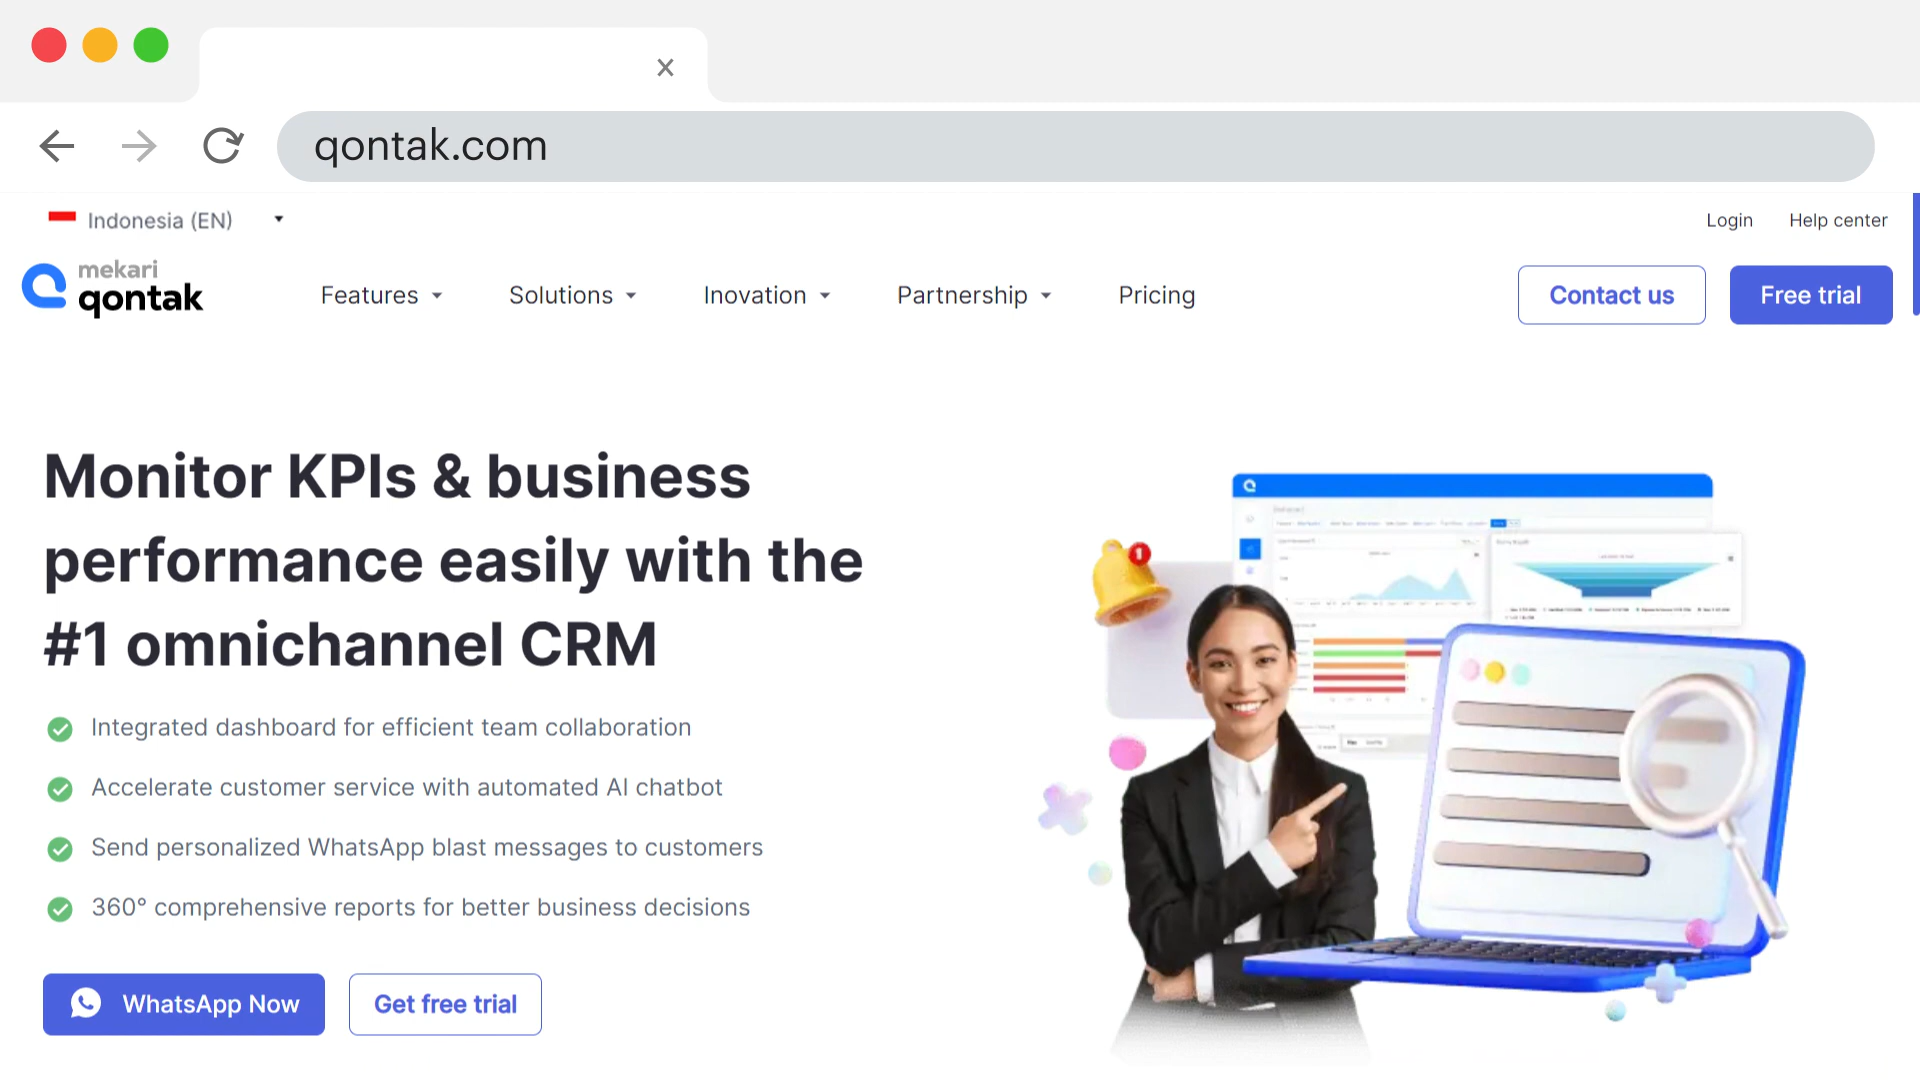 qontak.com
Indonesia (EN)
Login
Help center
mekari
qontak
Features
Solutions
Inovation
Partnership
Pricing
Contact us
Free trial
Monitor KPIs & business
performance easily with the
#1 omnichannel CRM
Integrated dashboard for efficient team collaboration
Accelerate customer service with automated AI chatbot
Send personalized WhatsApp blast messages to customers
360° comprehensive reports for better business decisions
WhatsApp Now
Get free trial
1